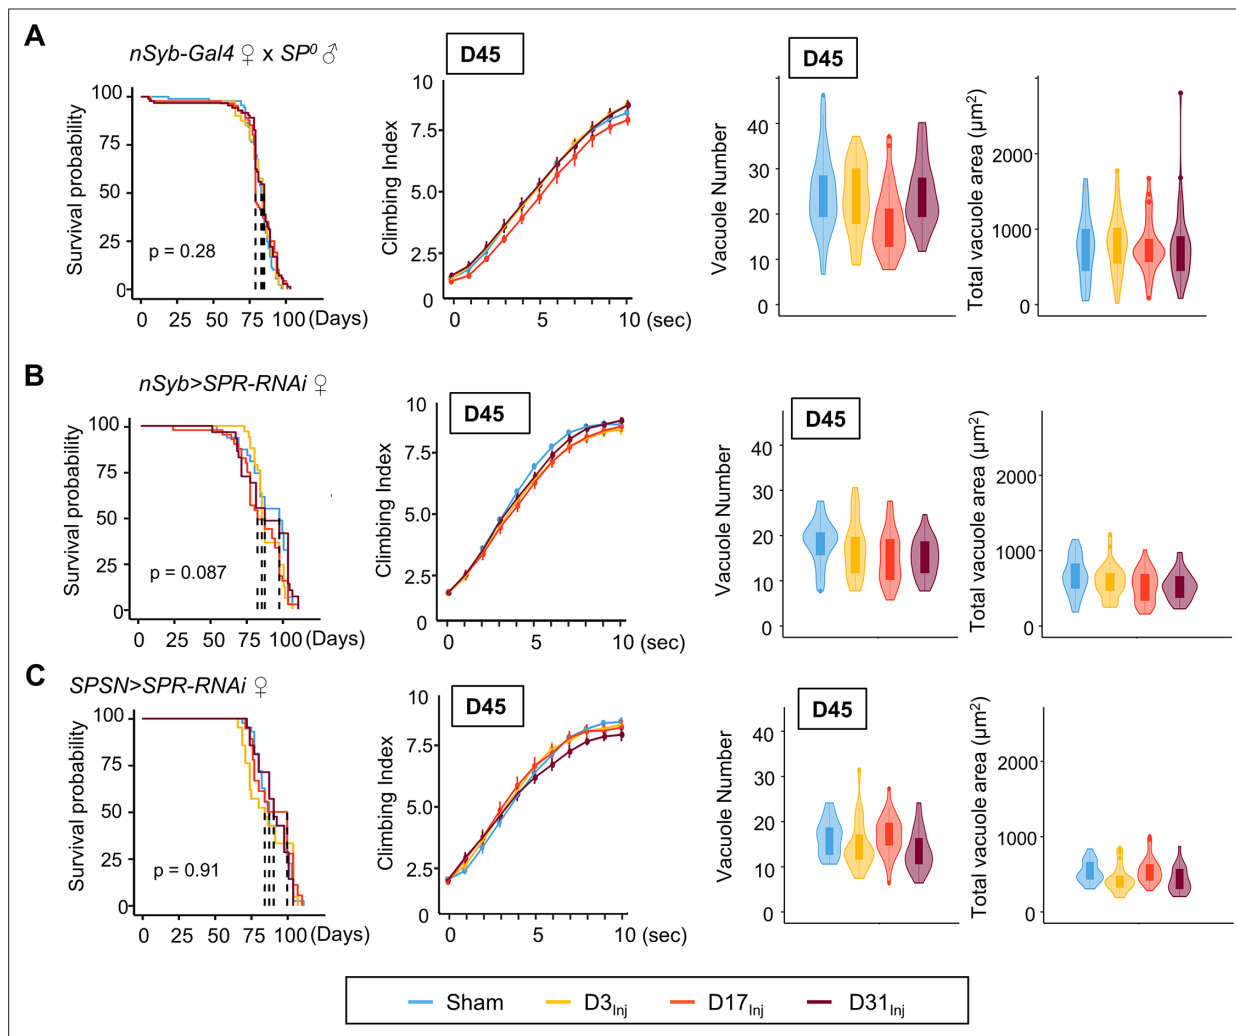 A
nSyb-Gal4 ♀ x SP⁰ ♂
D45
D45
Survival probability
100
75
50
25
0
p = 0.28
0 25 50 75 100 (Days)
Climbing Index
10
7.5
5.0
2.5
0
0 5 10 (sec)
Vacuole Number
40
30
20
10
0
Total vacuole area (µm²)
2000
1000
0
B
nSyb>SPR-RNAi ♀
D45
D45
Survival probability
100
75
50
25
0
p = 0.087
0 25 50 75 100 (Days)
Climbing Index
10
7.5
5.0
2.5
0
0 5 10 (sec)
Vacuole Number
40
30
20
10
0
Total vacuole area (µm²)
2000
1000
0
C
SPSN>SPR-RNAi ♀
D45
D45
Survival probability
100
75
50
25
0
p = 0.91
0 25 50 75 100 (Days)
Climbing Index
10
7.5
5.0
2.5
0
0 5 10 (sec)
Vacuole Number
40
30
20
10
0
Total vacuole area (µm²)
2000
1000
0
Sham D3Inj D17Inj D31Inj